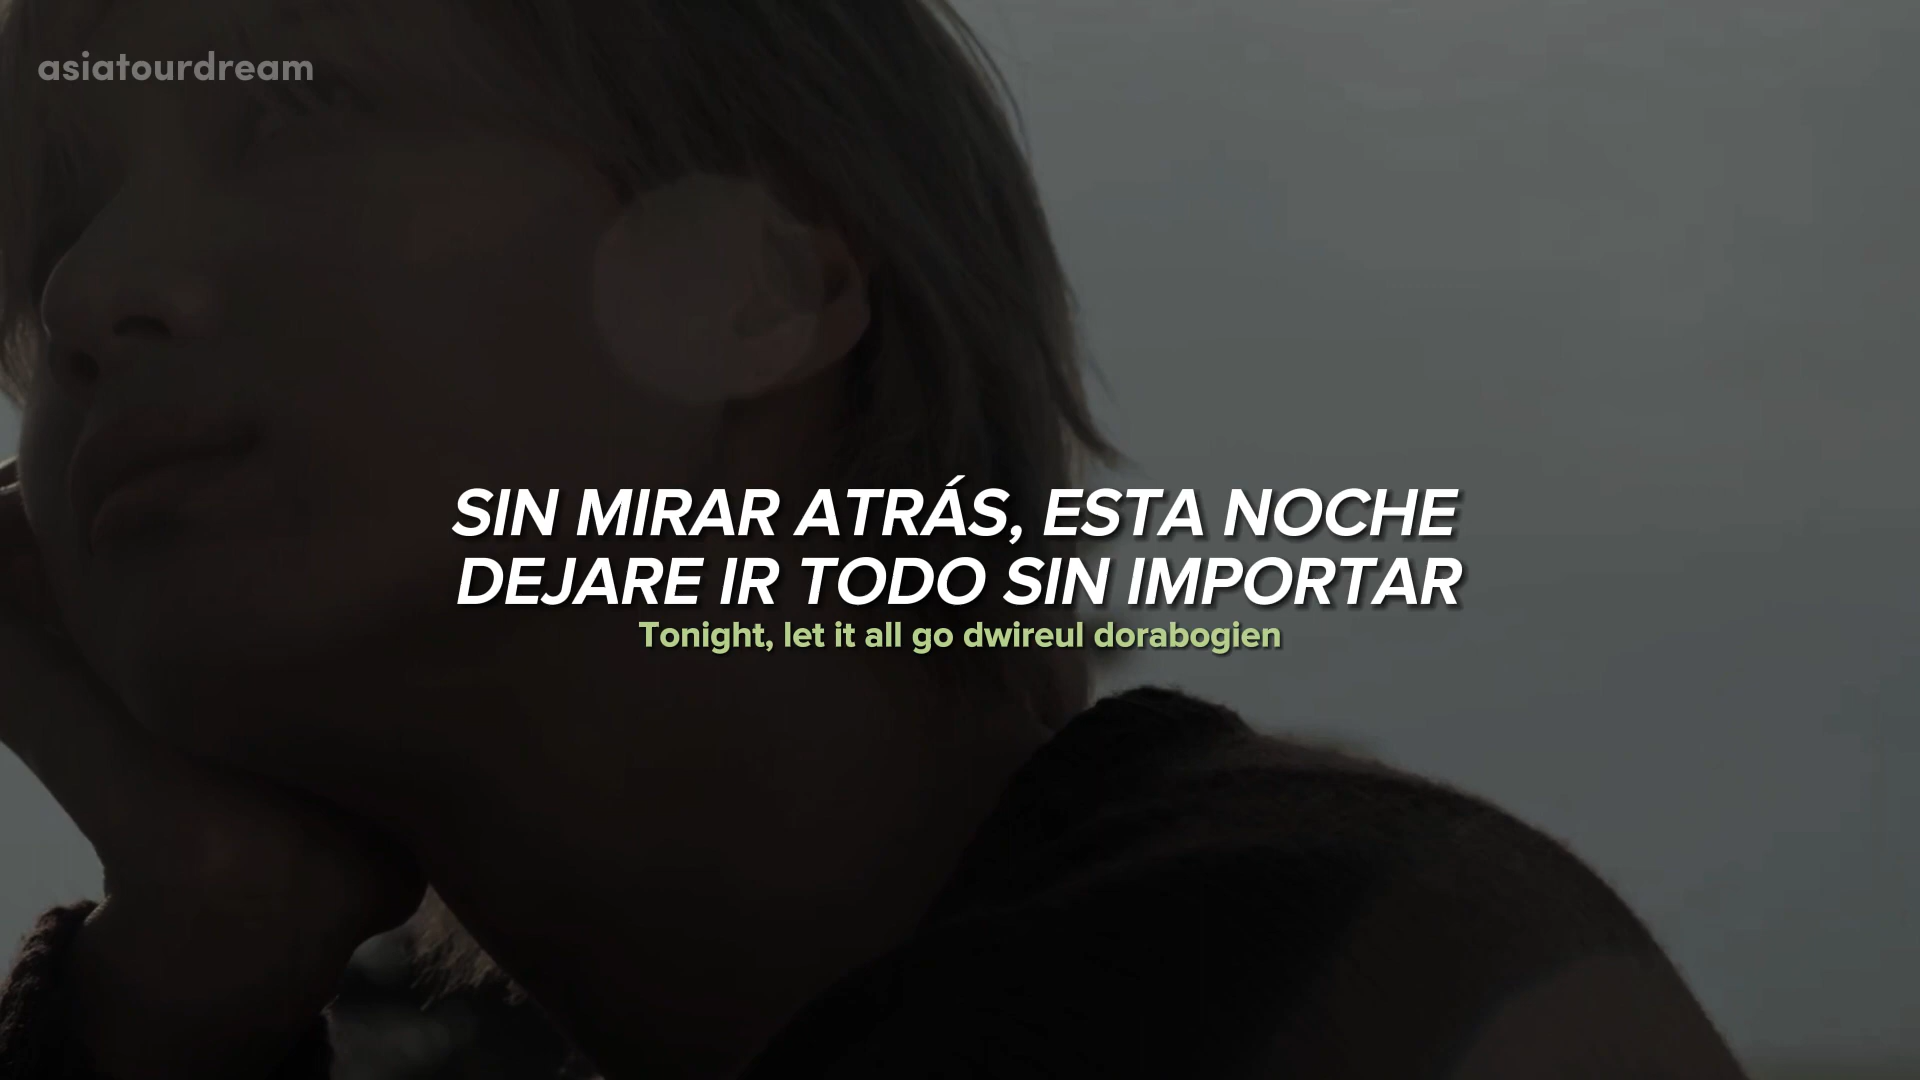 asiatourdream
SIN MIRAR ATRÁS, ESTA NOCHE
DEJARE IR TODO SIN IMPORTAR
Tonight, let it all go dwireul dorabogien